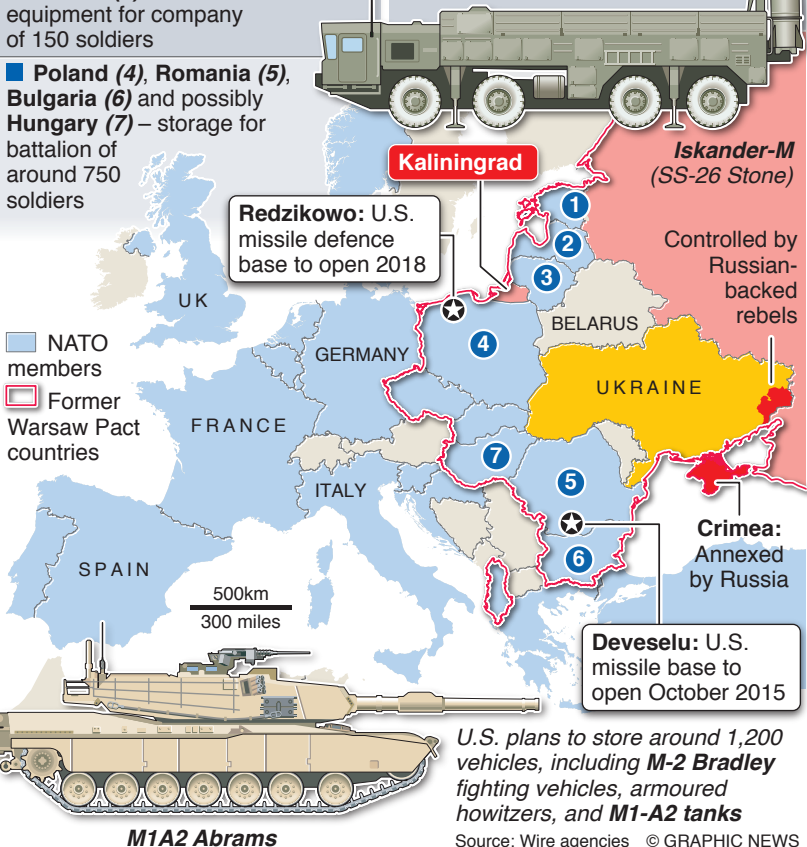 equipment for company
of 150 soldiers
Poland (4), Romania (5),
Bulgaria (6) and possibly
Hungary (7) – storage for
battalion of
around 750
soldiers
Iskander-M
(SS-26 Stone)
Kaliningrad
Redzikowo: U.S.
missile defence
base to open 2018
Controlled by
Russian-
backed
rebels
1
2
3
UK
BELARUS
NATO
members
GERMANY
4
Former
Warsaw Pact
countries
UKRAINE
FRANCE
7
5
ITALY
Crimea:
Annexed
by Russia
6
SPAIN
500km
300 miles
Deveselu: U.S.
missile base to
open October 2015
U.S. plans to store around 1,200
vehicles, including M-2 Bradley
fighting vehicles, armoured
howitzers, and M1-A2 tanks
M1A2 Abrams
Source: Wire agencies © GRAPHIC NEWS